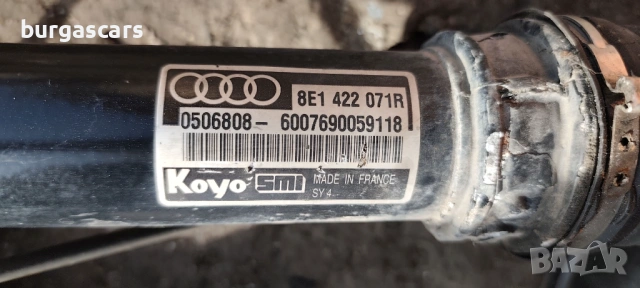 burgascars
8E1 422 071R
0506808- 6007690059118
Koyo SMI MADE IN FRANCE
SY 4
BAZAR